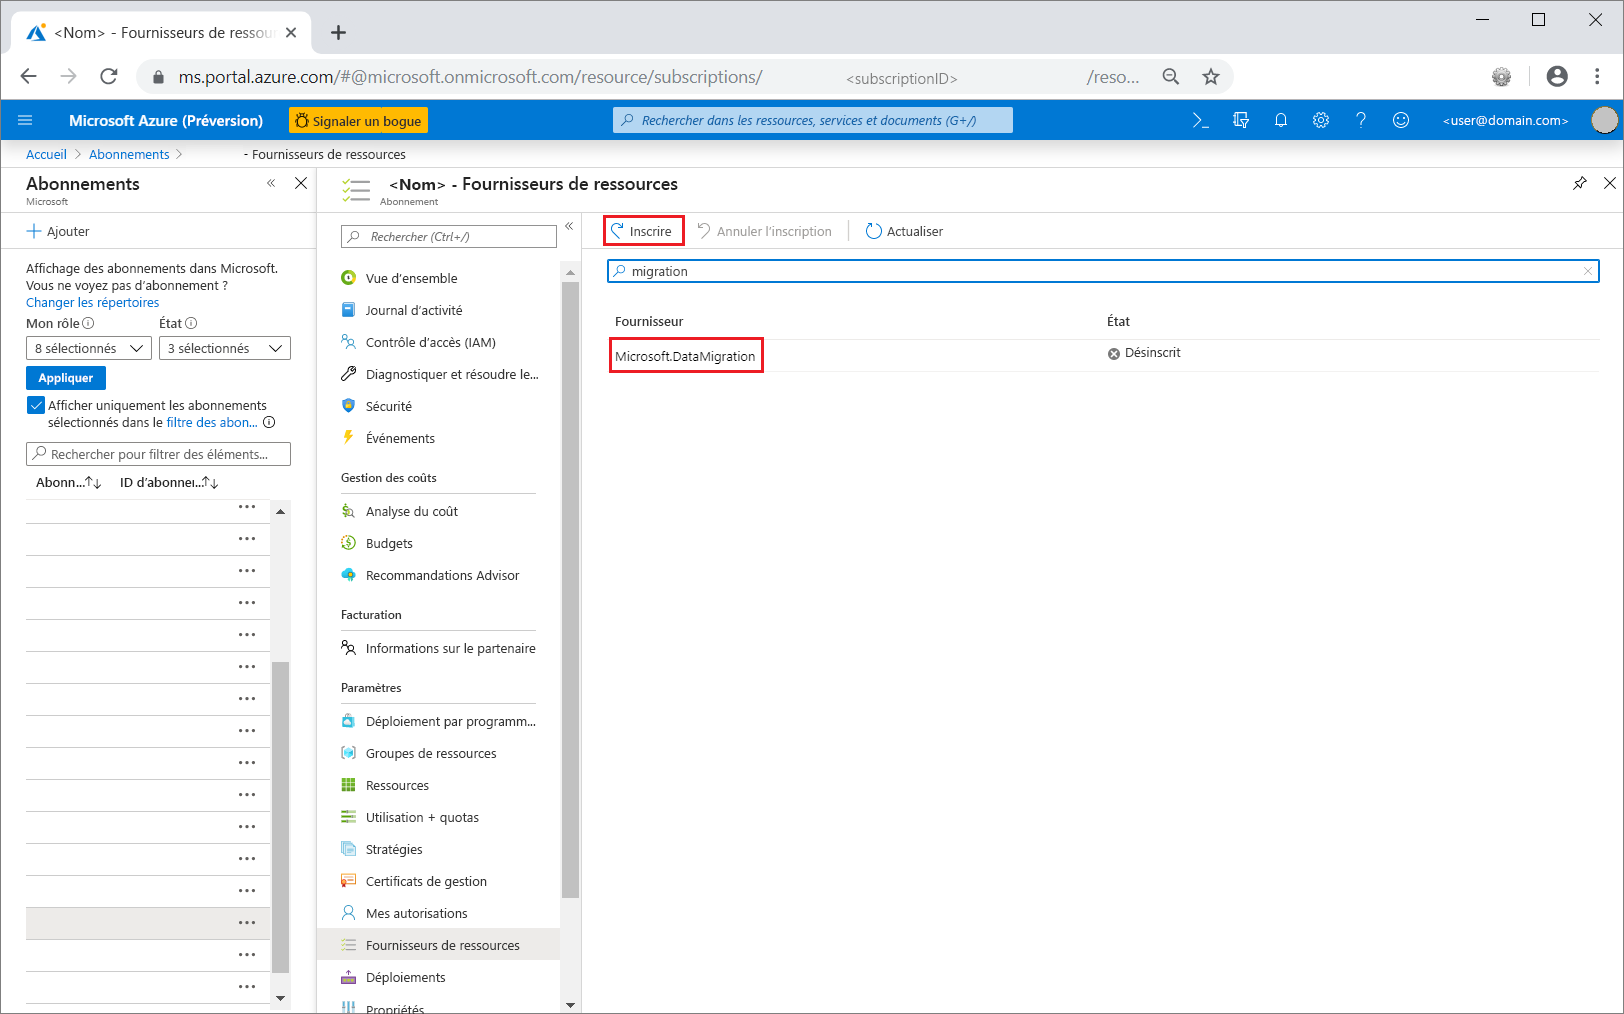 <Nom> - Fournisseurs de ressou
ms.portal.azure.com/#@microsoft.onmicrosoft.com/resource/subscriptions/ <subscriptionID> /reso...
Microsoft Azure (Préversion)
Signaler un bogue
Rechercher dans les ressources, services et documents (G+/)
<user@domain.com>
Accueil > Abonnements > - Fournisseurs de ressources
Abonnements
Microsoft
Ajouter
Affichage des abonnements dans Microsoft.
Vous ne voyez pas d'abonnement ?
Changer les répertoires
Mon rôle
État
8 sélectionnés
3 sélectionnés
Appliquer
Afficher uniquement les abonnements
sélectionnés dans le filtre des abon...
Rechercher pour filtrer des éléments...
Abonn...
ID d'abonner...
<Nom> - Fournisseurs de ressources
Abonnement
Rechercher (Ctrl+/)
Vue d'ensemble
Journal d'activité
Contrôle d'accès (IAM)
Diagnostiquer et résoudre le...
Sécurité
Événements
Gestion des coûts
Analyse du coût
Budgets
Recommandations Advisor
Facturation
Informations sur le partenaire
Paramètres
Déploiement par programm...
Groupes de ressources
Ressources
Utilisation + quotas
Stratégies
Certificats de gestion
Mes autorisations
Fournisseurs de ressources
Déploiements
Propriétés
Inscrire
Annuler l'inscription
Actualiser
migration
Fournisseur
État
Microsoft.DataMigration
Désinscrit